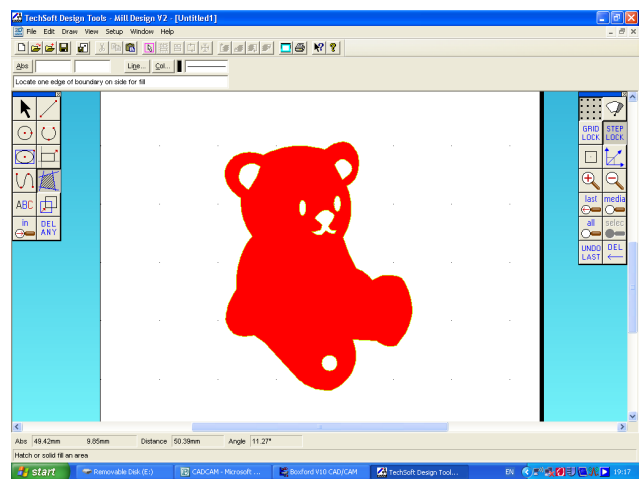 TechSoft Design Tools - Mill Design V2 - [Untitled1]
File Edit Draw View Setup Window Help
Abs Line... Col...
Locate one edge of boundary on side for fill
GRID LOCK STEP LOCK
ABC
last media
in DEL ANY
all selec
UNDO LAST DEL
Abs 49.42mm 9.85mm Distance 50.39mm Angle 11.27°
Hatch or solid fill an area
start Removable Disk (E:) CADCAM - Microsoft ... Boxford V10 CAD/CAM TechSoft Design Tool... EN 19:17